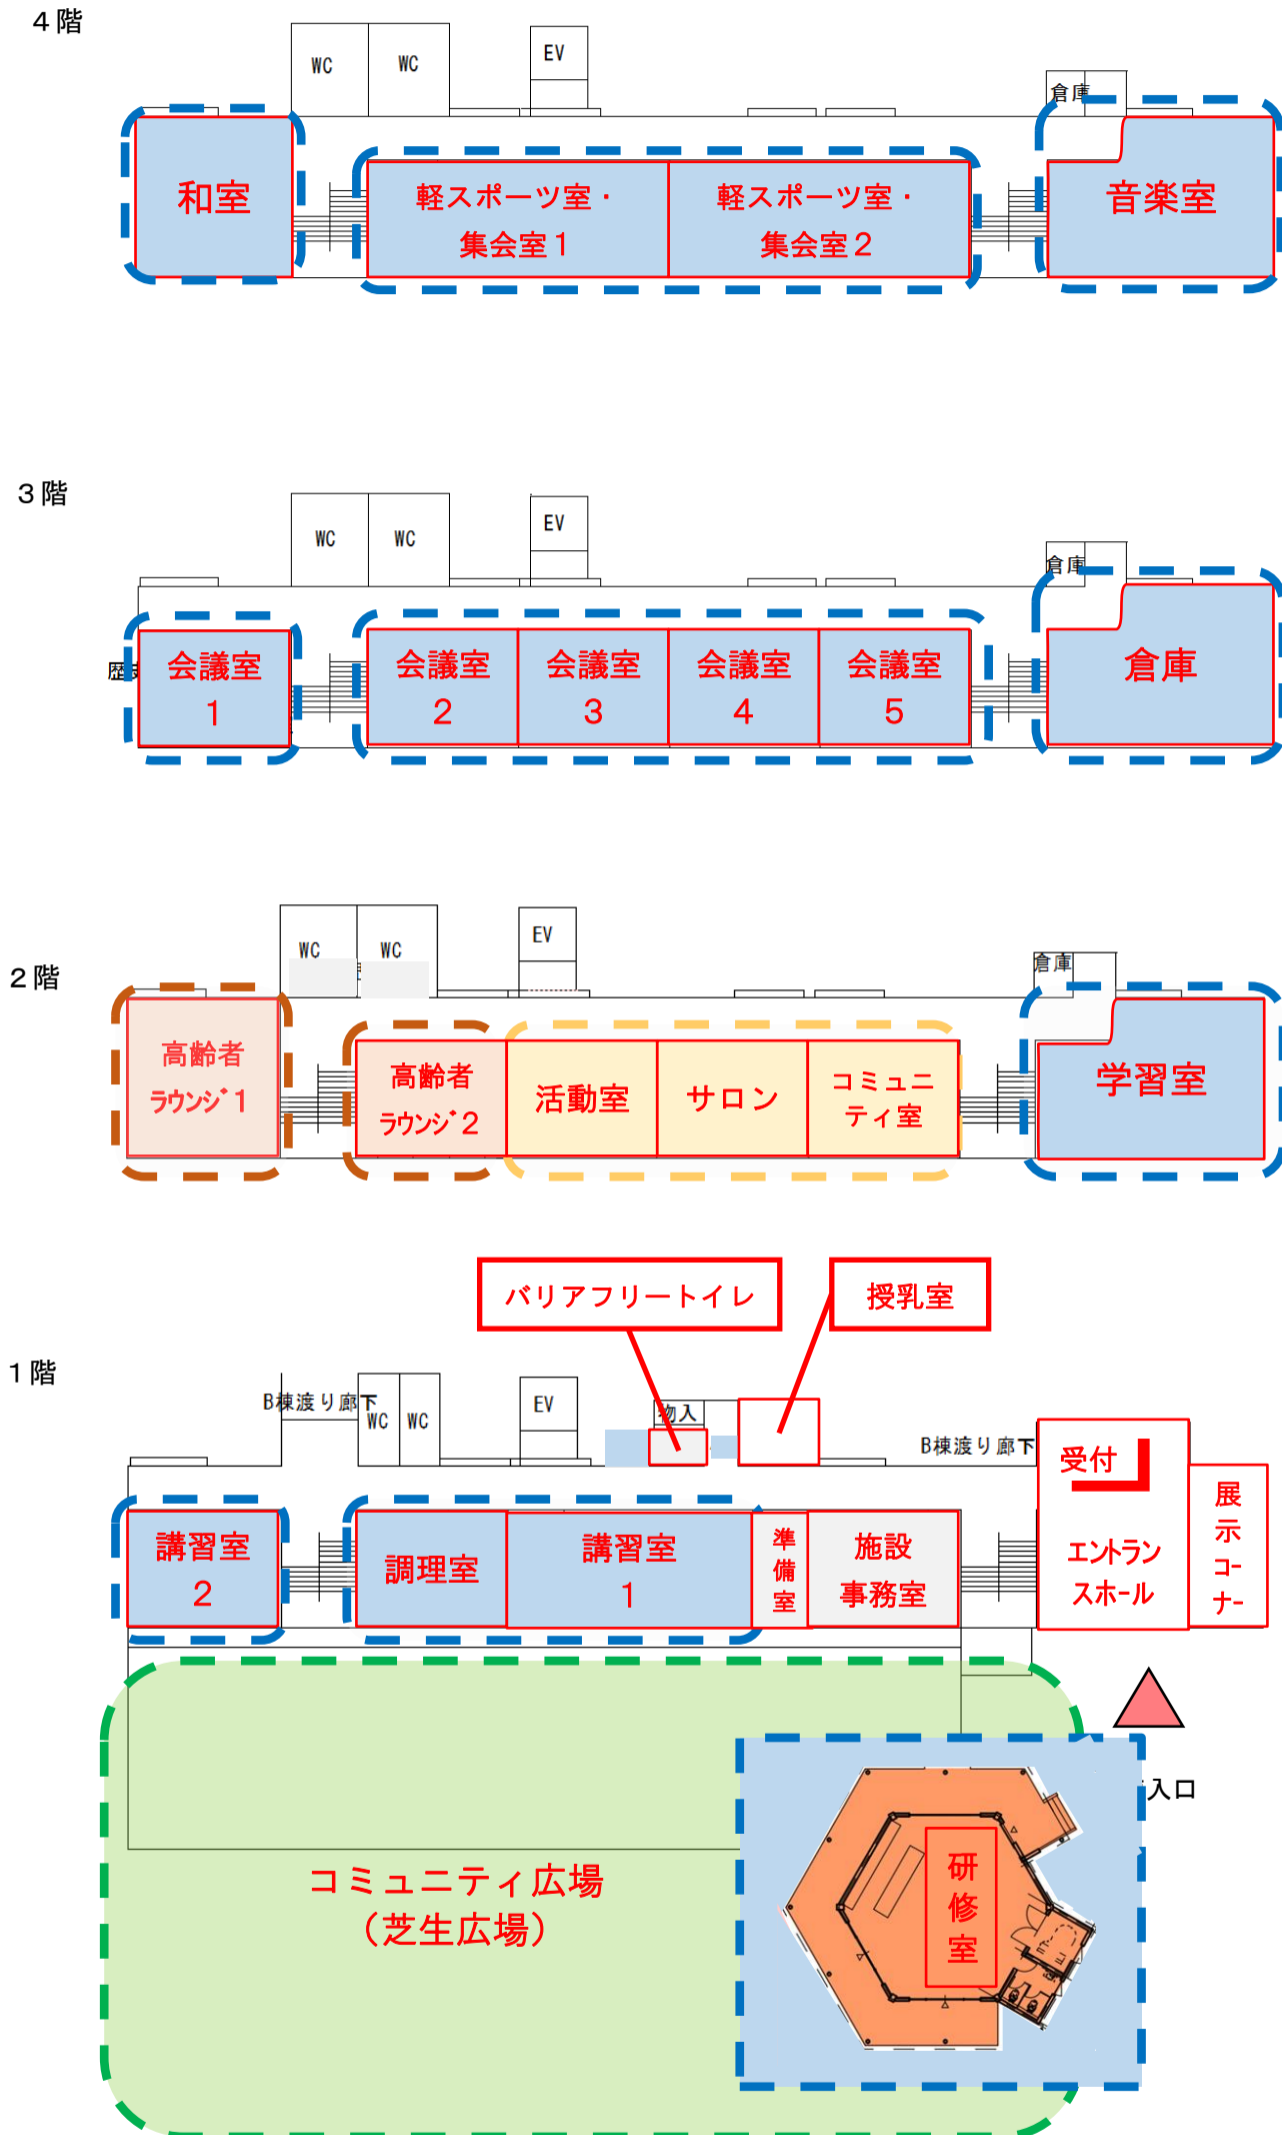 4階
WC
WC
EV
倉庫
和室
軽スポーツ室・
集会室1
軽スポーツ室・
集会室2
音楽室
3階
WC
WC
EV
倉庫
歴
会議室
1
会議室
2
会議室
3
会議室
4
会議室
5
倉庫
2階
WC
WC
EV
倉庫
高齢者
ラウンジ1
高齢者
ラウンジ2
活動室
サロン
コミュニ
ティ室
学習室
バリアフリートイレ
授乳室
1階
B棟渡り廊下
WC
WC
EV
物入
B棟渡り廊下
受付
エントラン
スホール
展
示
コー
ナー
講習室
2
調理室
講習室
1
準
備
室
施設
事務室
入口
コミュニティ広場
（芝生広場）
研
修
室